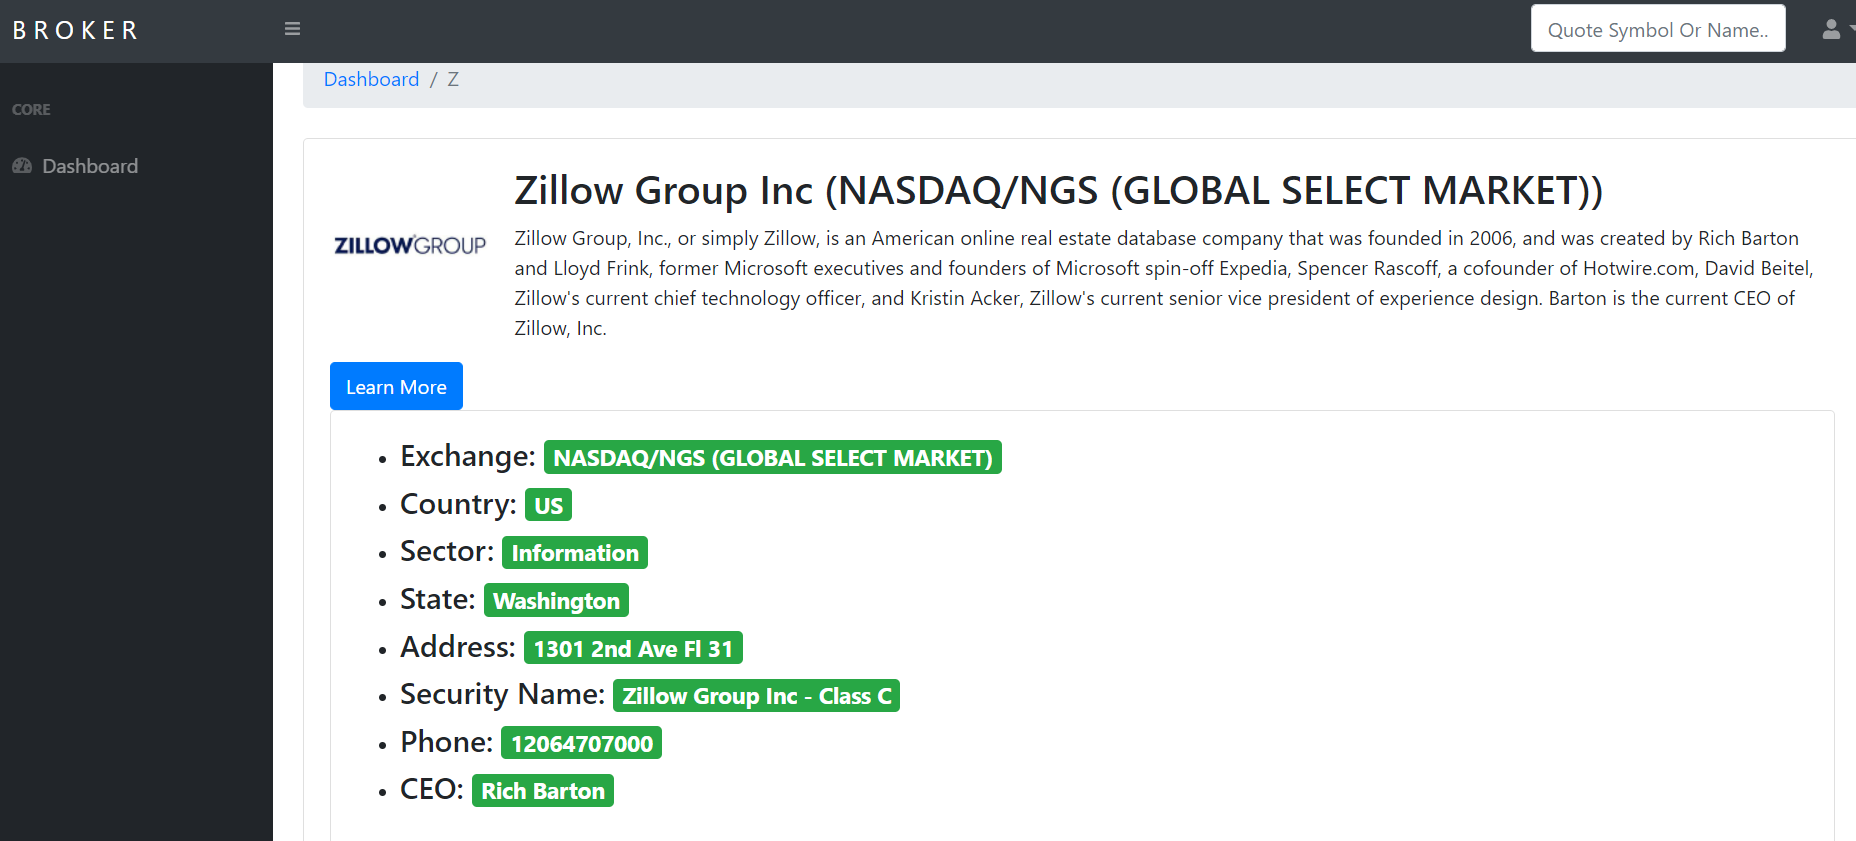 BROKER
Quote Symbol Or Name..
Dashboard / Z
CORE
Dashboard
ZILLOW GROUP
Zillow Group Inc (NASDAQ/NGS (GLOBAL SELECT MARKET))
Zillow Group, Inc., or simply Zillow, is an American online real estate database company that was founded in 2006, and was created by Rich Barton
and Lloyd Frink, former Microsoft executives and founders of Microsoft spin-off Expedia, Spencer Rascoff, a cofounder of Hotwire.com, David Beitel,
Zillow's current chief technology officer, and Kristin Acker, Zillow's current senior vice president of experience design. Barton is the current CEO of
Zillow, Inc.
Learn More
Exchange: NASDAQ/NGS (GLOBAL SELECT MARKET)
Country: US
Sector: Information
State: Washington
Address: 1301 2nd Ave Fl 31
Security Name: Zillow Group Inc - Class C
Phone: 12064707000
CEO: Rich Barton